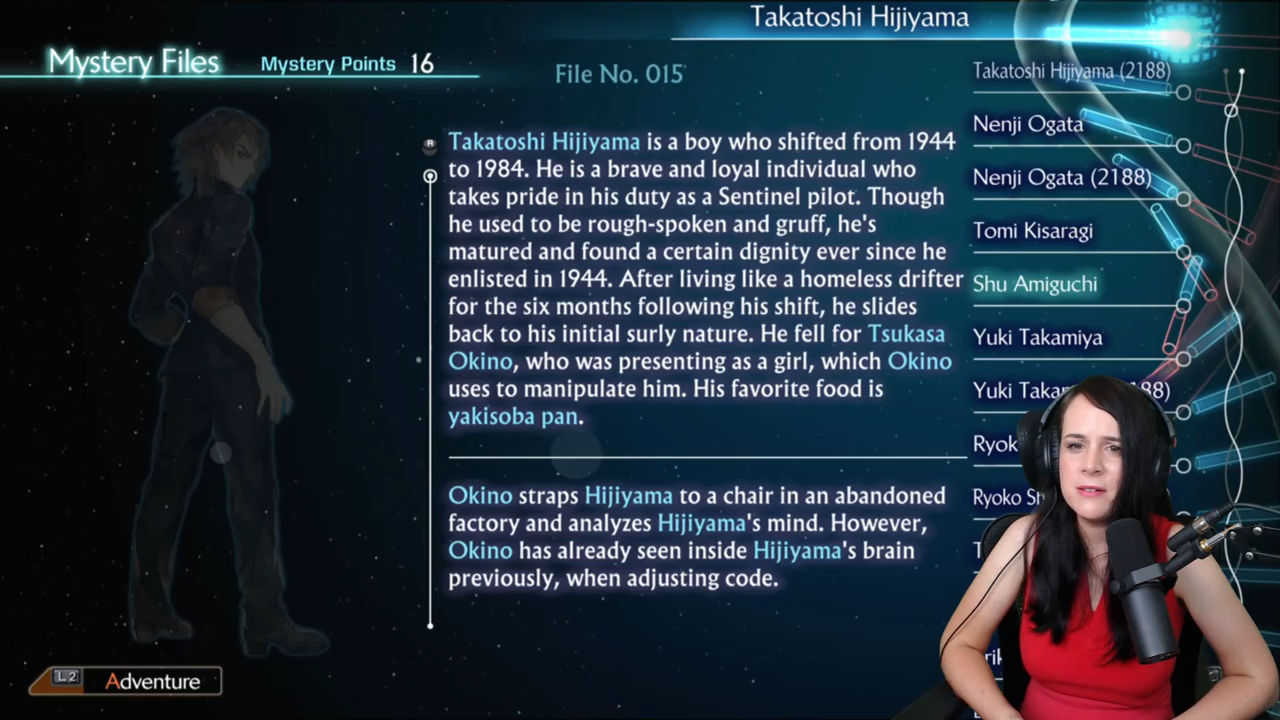 Takatoshi Hijiyama
Mystery Files
Mystery Points 16
File No. 015
Takatoshi Hijiyama is a boy who shifted from 1944
to 1984. He is a brave and loyal individual who
takes pride in his duty as a Sentinel pilot. Though
he used to be rough-spoken and gruff, he's
matured and found a certain dignity ever since he
enlisted in 1944. After living like a homeless drifter
for the six months following his shift, he slides
back to his initial surly nature. He fell for Tsukasa
Okino, who was presenting as a girl, which Okino
uses to manipulate him. His favorite food is
yakisoba pan.
Okino straps Hijiyama to a chair in an abandoned
factory and analyzes Hijiyama's mind. However,
Okino has already seen inside Hijiyama's brain
previously, when adjusting code.
Takatoshi Hijiyama (2188)
Nenji Ogata
Nenji Ogata (2188)
Tomi Kisaragi
Shu Amiguchi
Yuki Takamiya
Yuki
Ryoko
R
L2
Adventure